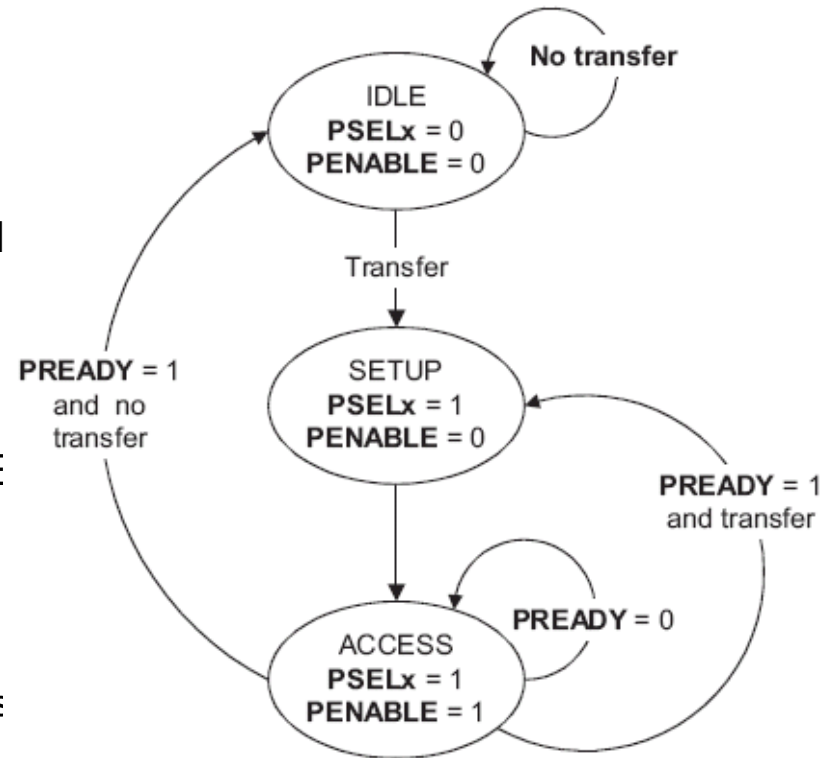 No transfer
IDLE
PSELx = 0
PENABLE = 0
Transfer
PREADY = 1
and no
transfer
SETUP
PSELx = 1
PENABLE = 0
PREADY = 1
and transfer
PREADY = 0
ACCESS
PSELx = 1
PENABLE = 1